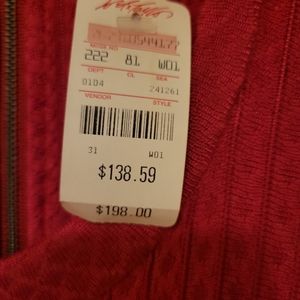 222 81 W01
DEPT CL SEA
0104 241261
VENDOR STYLE
31 W01
$138.59
$198.00